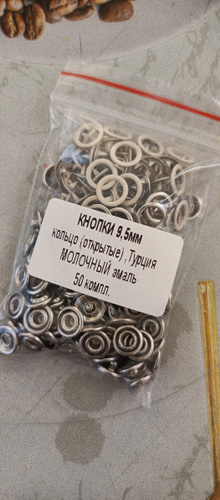 КНОПКИ 9,5мм
кольцо (открытые), Турция
МОЛОЧНЫЙ эмаль
50 компл.